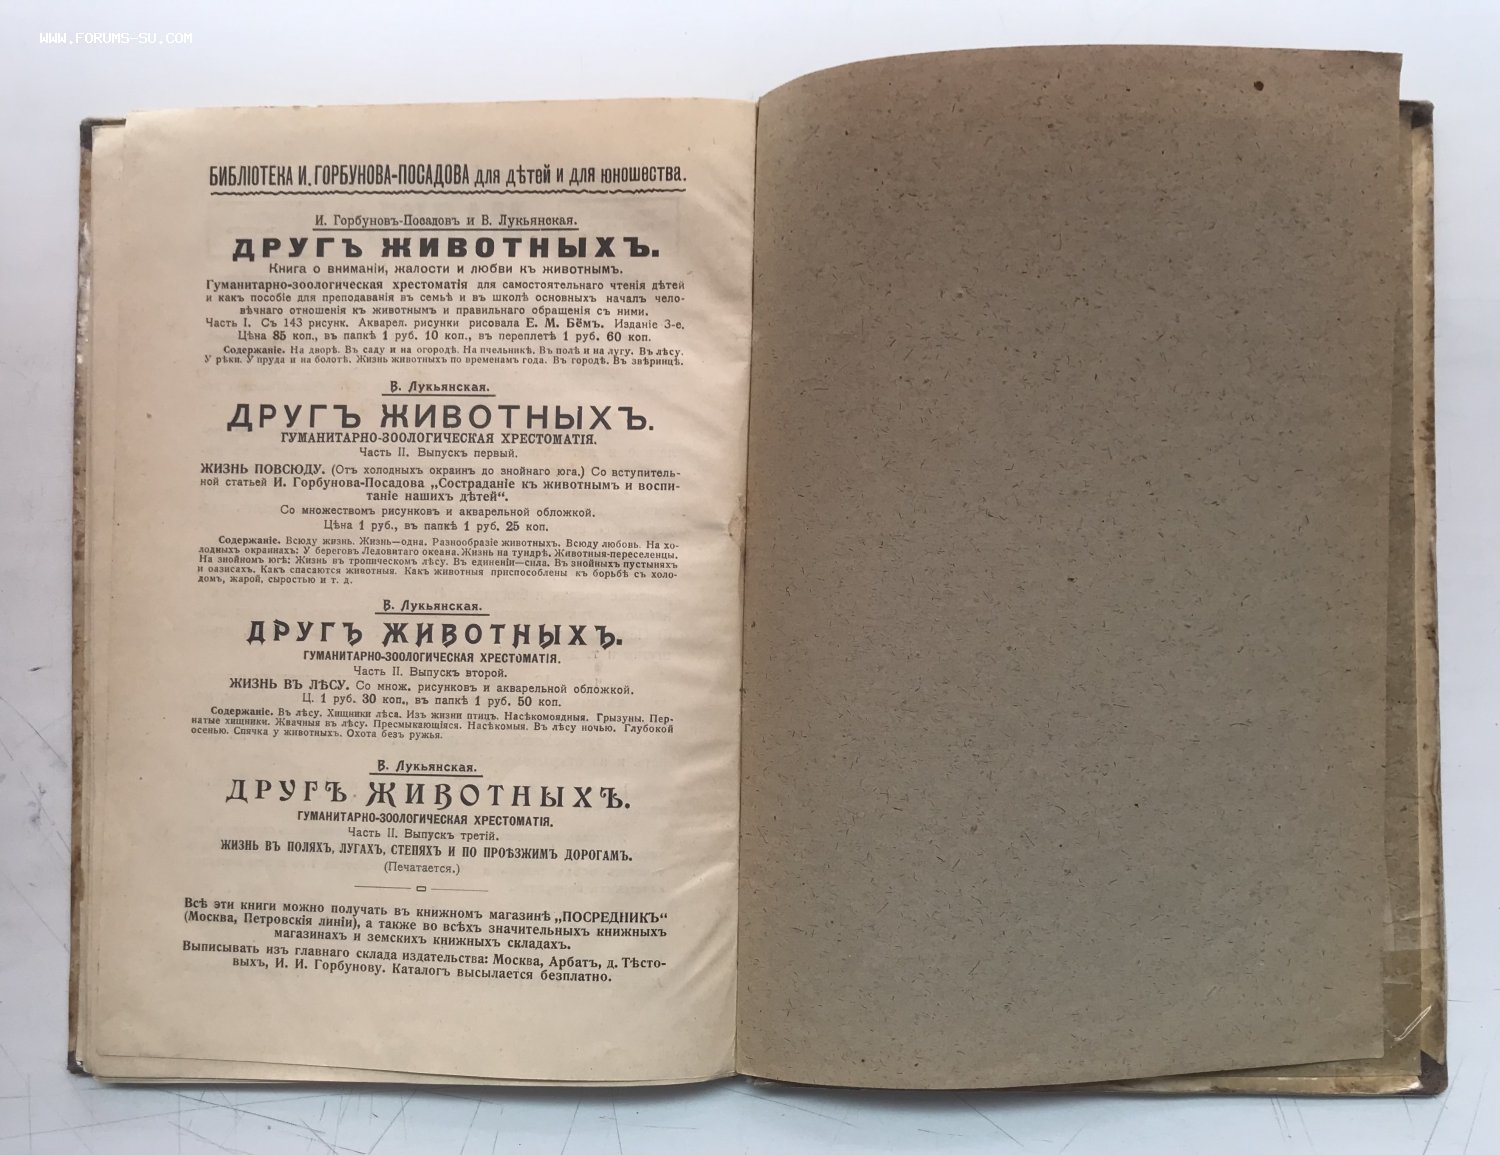 WWW.FORUMS-SU.COM
БИБЛІОТЕКА И. ГОРБУНОВА-ПОСАДОВА для дѣтей и для юношества.
И. Горбуновъ-Посадовъ и В. Лукьянская.
ДРУГЪ ЖИВОТНЫХЪ.
Книга о вниманіи, жалости и любви къ животнымъ.
Гуманитарно-зоологическая хрестоматія для самостоятельнаго чтенія дѣтей
и какъ пособіе для преподаванія въ семьѣ и въ школѣ основныхъ началъ чело-
вѣчнаго отношенія къ животнымъ и правильнаго обращенія съ ними.
Часть I. Съ 143 рисунк. Акварел. рисунки рисовала Е. М. Бёмъ. Изданіе 3-е.
Цѣна 85 коп., въ папкѣ 1 руб. 10 коп., въ переплетѣ 1 руб. 60 коп.
Содержаніе. На дворѣ. Въ саду и на огородѣ. На пчельникѣ. Въ полѣ и на лугу. Въ лѣсу.
У рѣки. У пруда и на болотѣ. Жизнь животныхъ по временамъ года. Въ городѣ. Въ звѣринцѣ.
В. Лукьянская.
ДРУГЪ ЖИВОТНЫХЪ.
ГУМАНИТАРНО-ЗООЛОГИЧЕСКАЯ ХРЕСТОМАТІЯ.
Часть II. Выпускъ первый.
ЖИЗНЬ ПОВСЮДУ. (Отъ холодныхъ окраинъ до знойнаго юга.) Со вступитель-
ной статьей И. Горбунова-Посадова „Состраданіе къ животнымъ и воспи-
таніе нашихъ дѣтей“.
Со множествомъ рисунковъ и акварельной обложкой.
Цѣна 1 руб., въ папкѣ 1 руб. 25 коп.
Содержаніе. Всюду жизнь. Жизнь—одна. Разнообразіе животныхъ. Всюду любовь. На хо-
лодныхъ окраинахъ: У береговъ Ледовитаго океана. Жизнь на тундрѣ. Животныя-переселенцы.
На знойномъ югѣ: Жизнь въ тропическомъ лѣсу. Въ единеніи—сила. Въ знойныхъ пустыняхъ
и оазисахъ. Какъ спасаются животныя. Какъ животныя приспособлены къ борьбѣ съ холо-
домъ, жарой, сыростью и т. д.
В. Лукьянская.
ДРУГЪ ЖИВОТНЫХЪ.
ГУМАНИТАРНО-ЗООЛОГИЧЕСКАЯ ХРЕСТОМАТІЯ.
Часть II. Выпускъ второй.
ЖИЗНЬ ВЪ ЛѢСУ. Со множ. рисунковъ и акварельной обложкой.
Ц. 1 руб. 30 коп., въ папкѣ 1 руб. 50 коп.
Содержаніе. Въ лѣсу. Хищники лѣса. Изъ жизни птицъ. Насѣкомоядныя. Грызуны. Пер-
натые хищники. Жвачныя въ лѣсу. Пресмыкающіяся. Насѣкомыя. Въ лѣсу ночью. Глубокой
осенью. Спячка у животныхъ. Охота безъ ружья.
В. Лукьянская.
ДРУГЪ ЖИВОТНЫХЪ.
ГУМАНИТАРНО-ЗООЛОГИЧЕСКАЯ ХРЕСТОМАТІЯ.
Часть II. Выпускъ третій.
ЖИЗНЬ ВЪ ПОЛЯХЪ, ЛУГАХЪ, СТЕПЯХЪ И ПО ПРОѢЗЖИМЪ ДОРОГАМЪ.
(Печатается.)
Всѣ эти книги можно получать въ книжномъ магазинѣ „ПОСРЕДНИКЪ“
(Москва, Петровскія линіи), а также во всѣхъ значительныхъ книжныхъ
магазинахъ и земскихъ книжныхъ складахъ.
Выписывать изъ главнаго склада издательства: Москва, Арбатъ, д. Тѣсто-
выхъ, И. И. Горбунову. Каталогъ высылается безплатно.